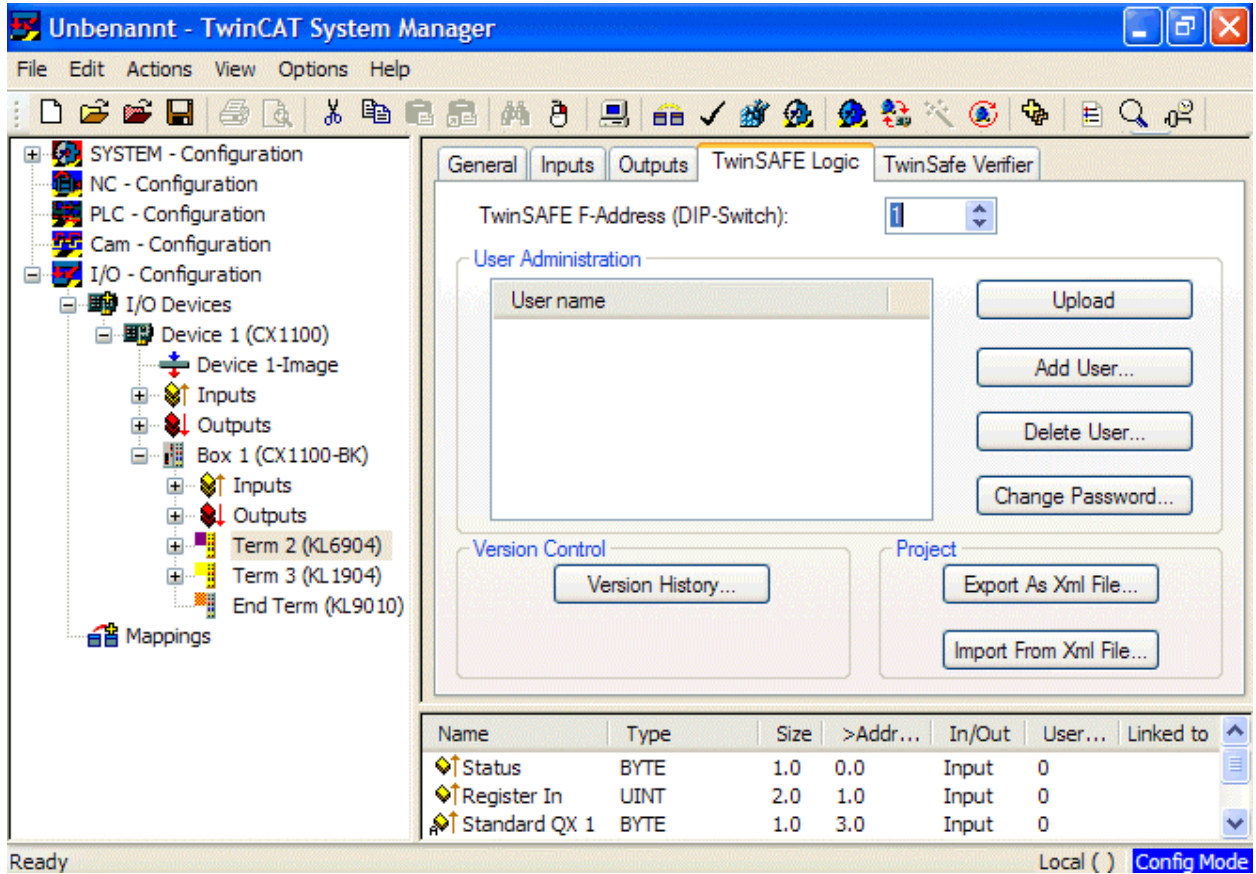 Unbenannt - TwinCAT System Manager
File Edit Actions View Options Help
SYSTEM - Configuration
NC - Configuration
PLC - Configuration
Cam - Configuration
I/O - Configuration
I/O Devices
Device 1 (CX1100)
Device 1-Image
Inputs
Outputs
Box 1 (CX1100-BK)
Inputs
Outputs
Term 2 (KL6904)
Term 3 (KL1904)
End Term (KL9010)
Mappings
General Inputs Outputs TwinSAFE Logic TwinSafe Verifier
TwinSAFE F-Address (DIP-Switch): 1
User Administration
User name
Upload
Add User...
Delete User...
Change Password...
Version Control
Version History...
Project
Export As Xml File...
Import From Xml File...
Name Type Size >Addr... In/Out User... Linked to
Status BYTE 1.0 0.0 Input 0
Register In UINT 2.0 1.0 Input 0
Standard QX 1 BYTE 1.0 3.0 Input 0
Ready Local ( ) Config Mode